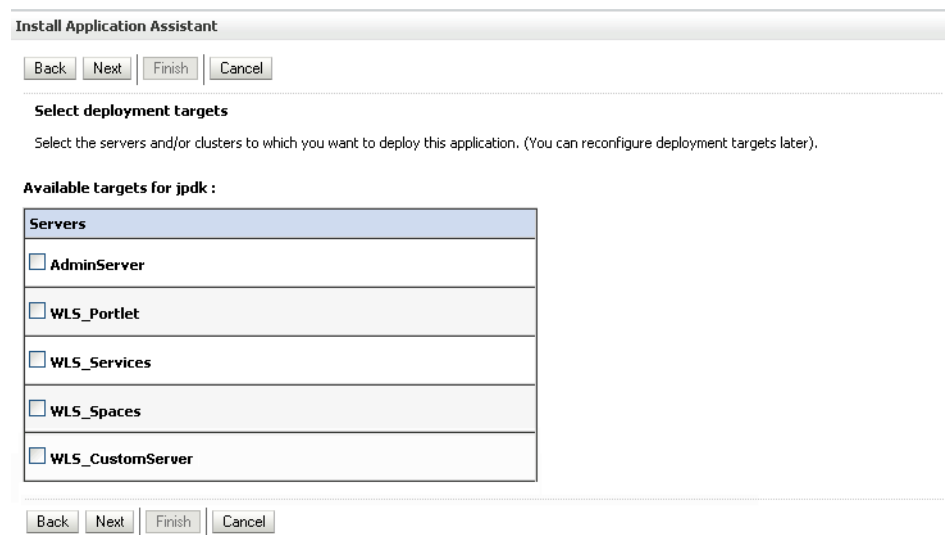 Install Application Assistant
Back Next Finish Cancel
Select deployment targets
Select the servers and/or clusters to which you want to deploy this application. (You can reconfigure deployment targets later).
Available targets for jpdk :
Servers
AdminServer
WLS_Portlet
WLS_Services
WLS_Spaces
WLS_CustomServer
Back Next Finish Cancel